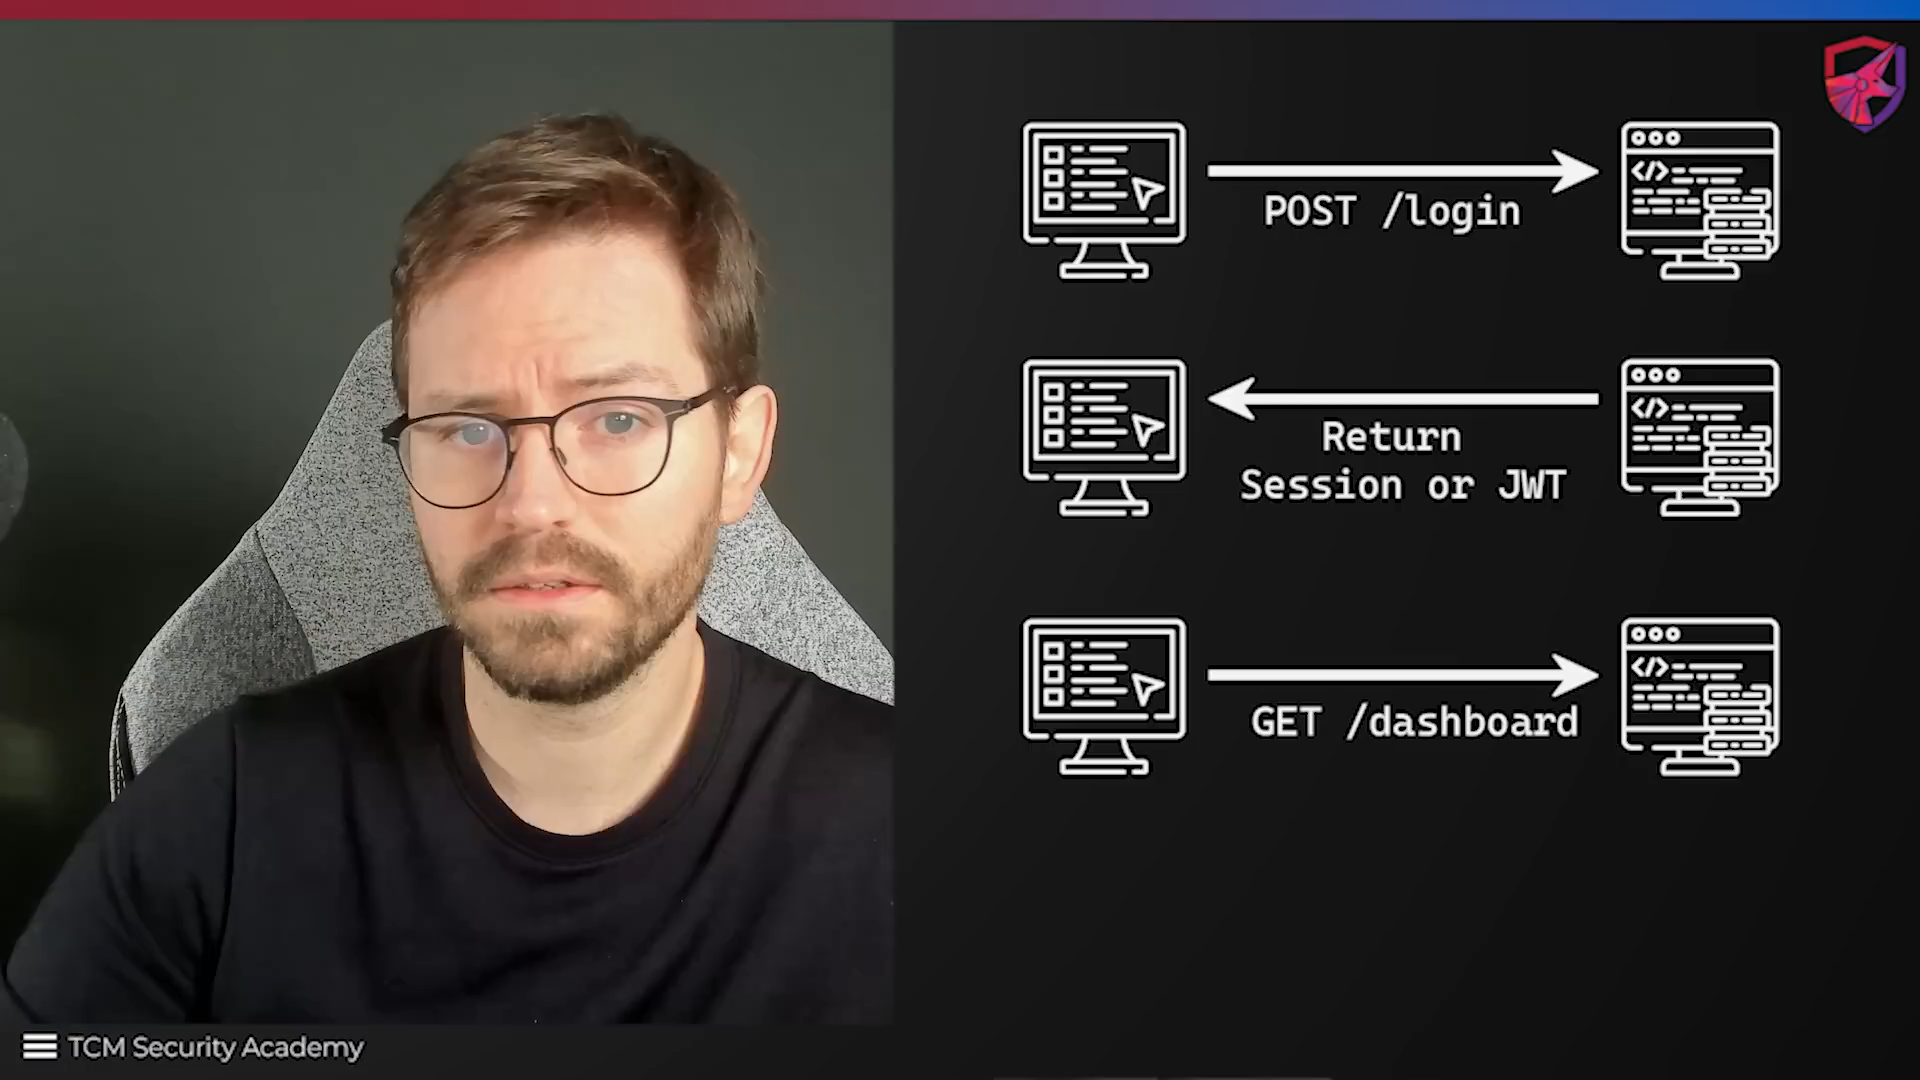 POST /login
Return
Session or JWT
GET /dashboard
TCM Security Academy